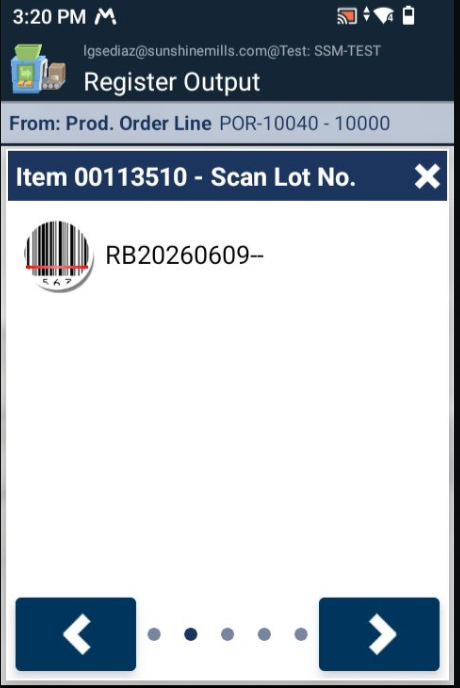 3:20 PM
lgsediaz@sunshinemills.com@Test: SSM-TEST
Register Output
From: Prod. Order Line POR-10040 - 10000
Item 00113510 - Scan Lot No.
RB20260609--
567